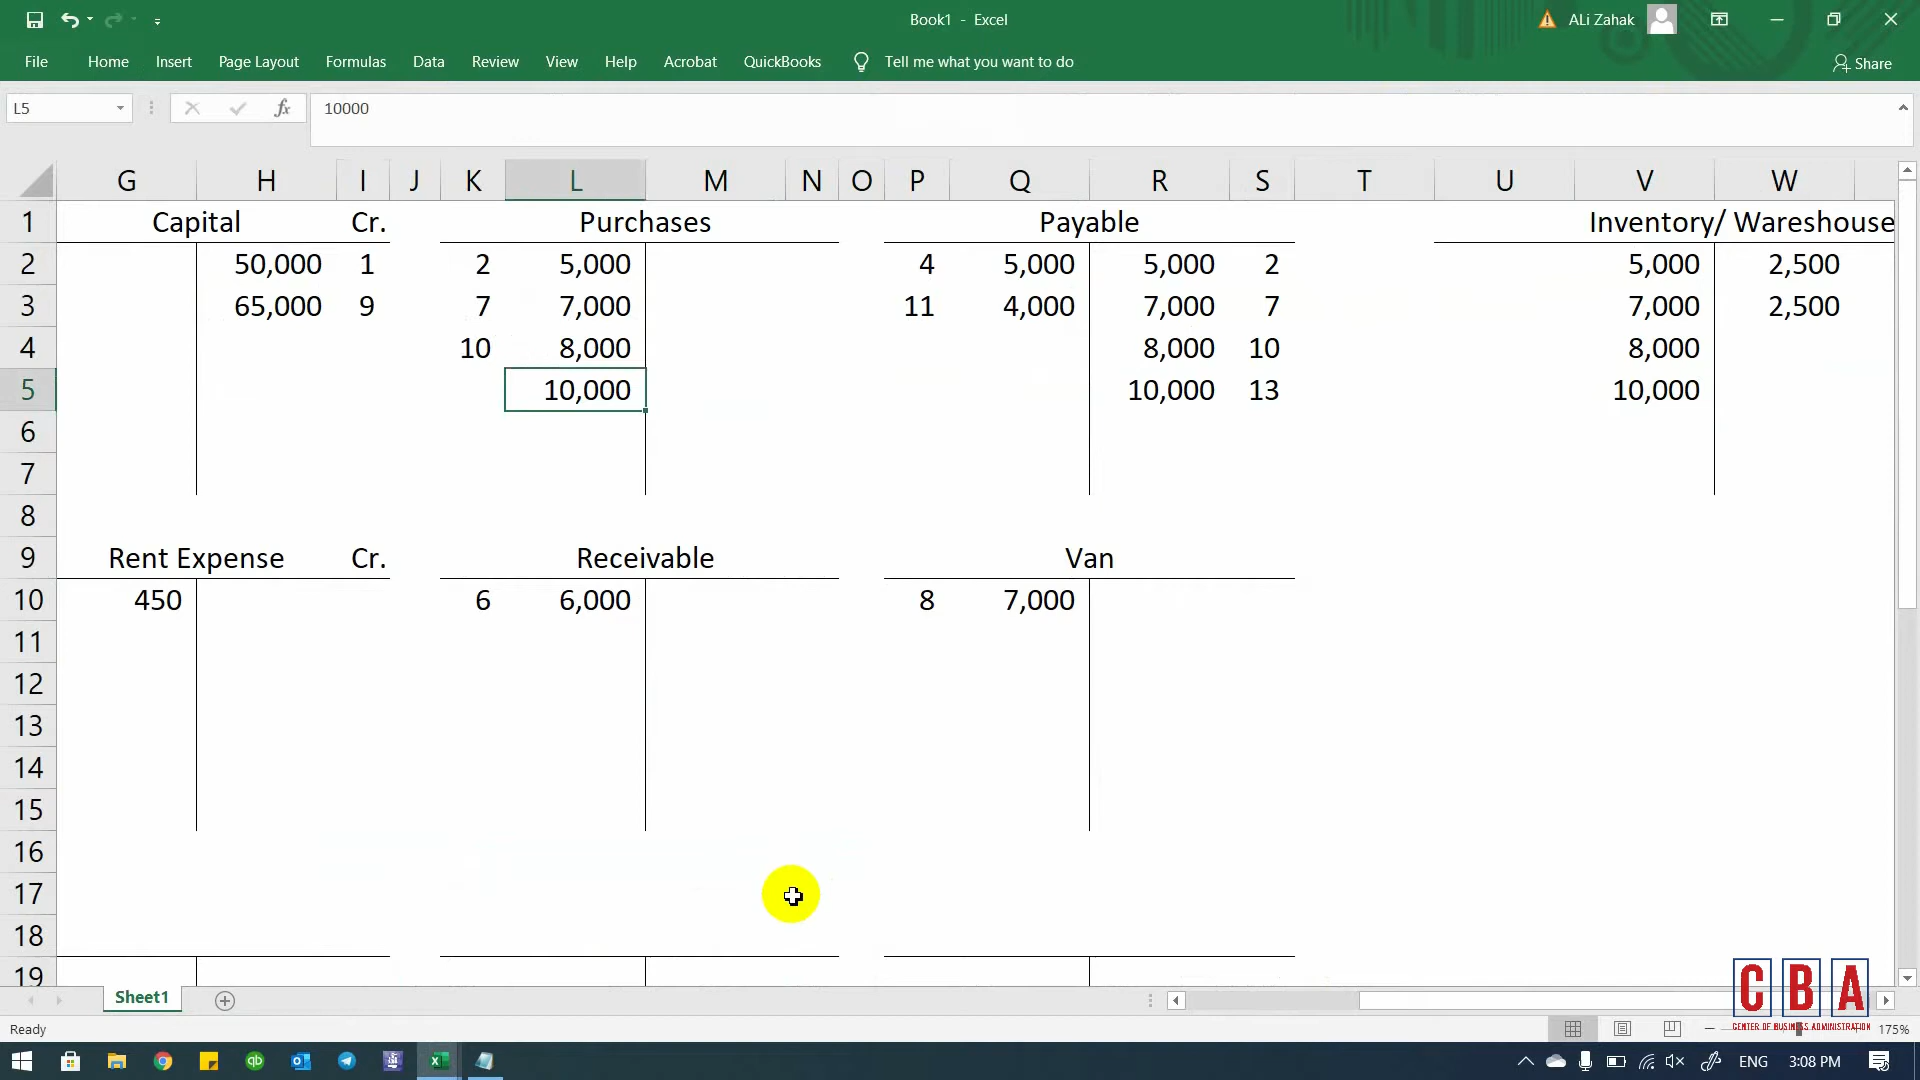 Book1 - Excel
ALi Zahak
File Home Insert Page Layout Formulas Data Review View Help Acrobat QuickBooks Tell me what you want to do Share
L5 fx 10000
G H I J K L M N O P Q R S T U V W
1 Capital Cr. Purchases Payable Inventory/ Wareshouse
2 50,000 1 2 5,000 4 5,000 5,000 2 5,000 2,500
3 65,000 9 7 7,000 11 4,000 7,000 7 7,000 2,500
4 10 8,000 8,000 10 8,000
5 10,000 10,000 13 10,000
6
7
8
9 Rent Expense Cr. Receivable Van
10 450 6 6,000 8 7,000
11
12
13
14
15
16
17
18
19
Sheet1
CBA
CENTER OF BUSINESS ADMINISTRATION
Ready 175%
ENG 3:08 PM